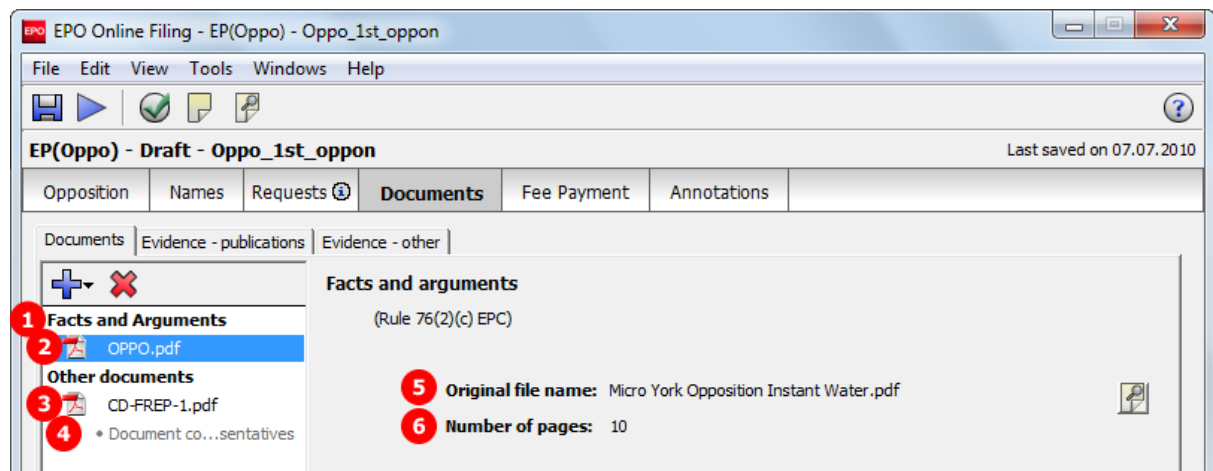 EPO EPO Online Filing - EP(Oppo) - Oppo_1st_oppon X
File Edit View Tools Windows Help
?
EP(Oppo) - Draft - Oppo_1st_oppon Last saved on 07.07.2010
Opposition Names Requests i Documents Fee Payment Annotations
Documents Evidence - publications Evidence - other
Facts and arguments
1 Facts and Arguments (Rule 76(2)(c) EPC)
2 OPPO.pdf
Other documents
5 Original file name: Micro York Opposition Instant Water.pdf
3 CD-FREP-1.pdf
6 Number of pages: 10
4 • Document co...sentatives